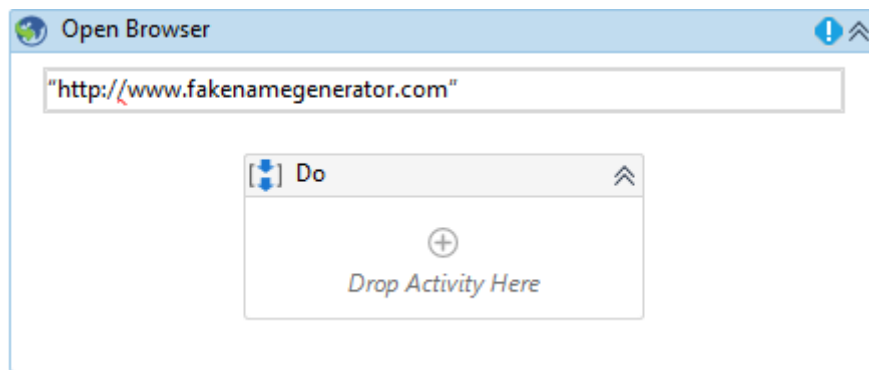 Open Browser
“http://www.fakenamegenerator.com“
Do
Drop Activity Here